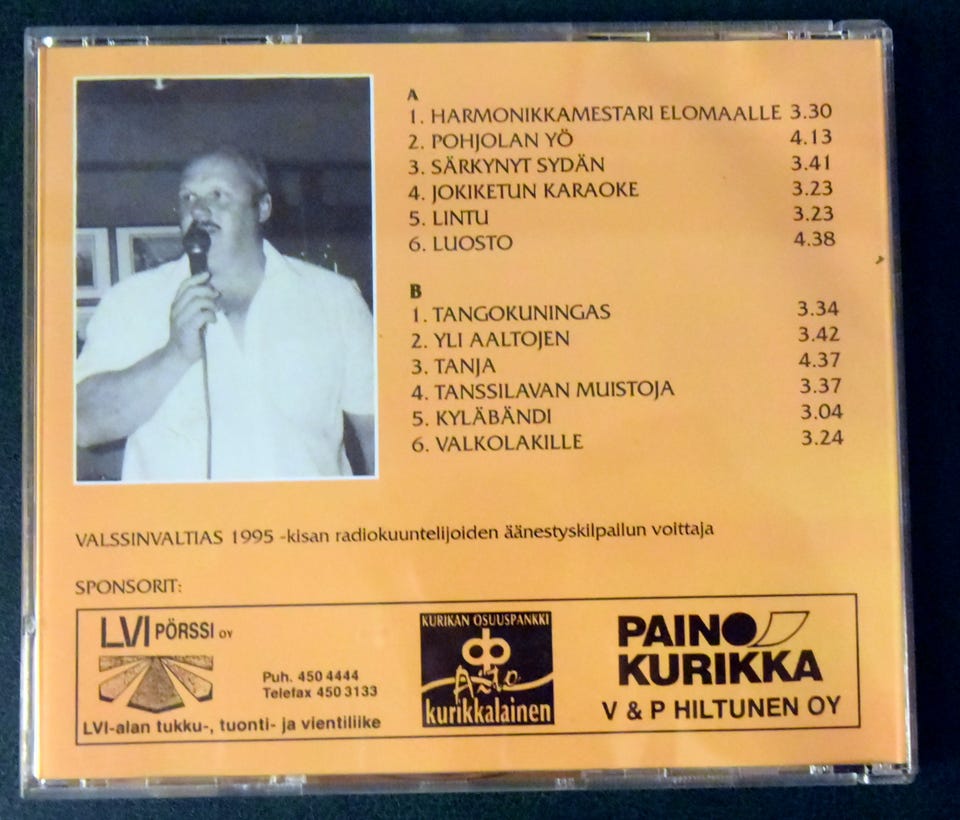 A
1. HARMONIKKAMESTARI ELOMAALLE 3.30
2. POHJOLAN YÖ 4.13
3. SÄRKYNYT SYDÄN 3.41
4. JOKIKETUN KARAOKE 3.23
5. LINTU 3.23
6. LUOSTO 4.38
B
1. TANGOKUNINGAS 3.34
2. YLI AALTOJEN 3.42
3. TANJA 4.37
4. TANSSILAVAN MUISTOJA 3.37
5. KYLÄBÄNDI 3.04
6. VALKOLAKILLE 3.24
VALSSINVALTIAS 1995 -kisan radiokuuntelijoiden äänestyskilpailun voittaja
SPONSORIT:
LVI PÖRSSI OY
Puh. 450 4444
Telefax 450 3133
LVI-alan tukku-, tuonti- ja vientiliike
KURIKAN OSUUSPANKKI
Aito
kurikkalainen
PAINO
KURIKKA
V & P HILTUNEN OY